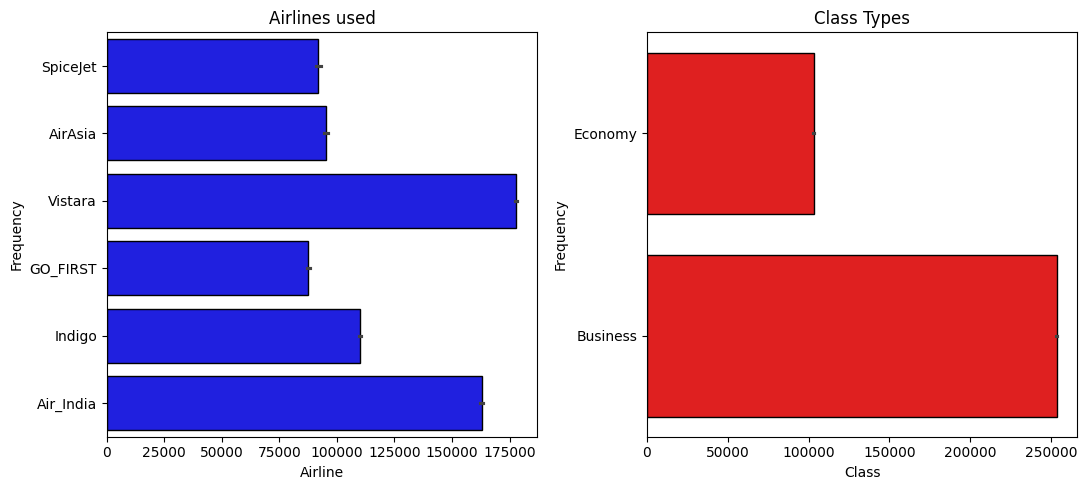 Airlines used
Frequency
SpiceJet
AirAsia
Vistara
GO_FIRST
Indigo
Air_India
0 25000 50000 75000 100000 125000 150000 175000
Airline
Class Types
Frequency
Economy
Business
0 50000 100000 150000 200000 250000
Class